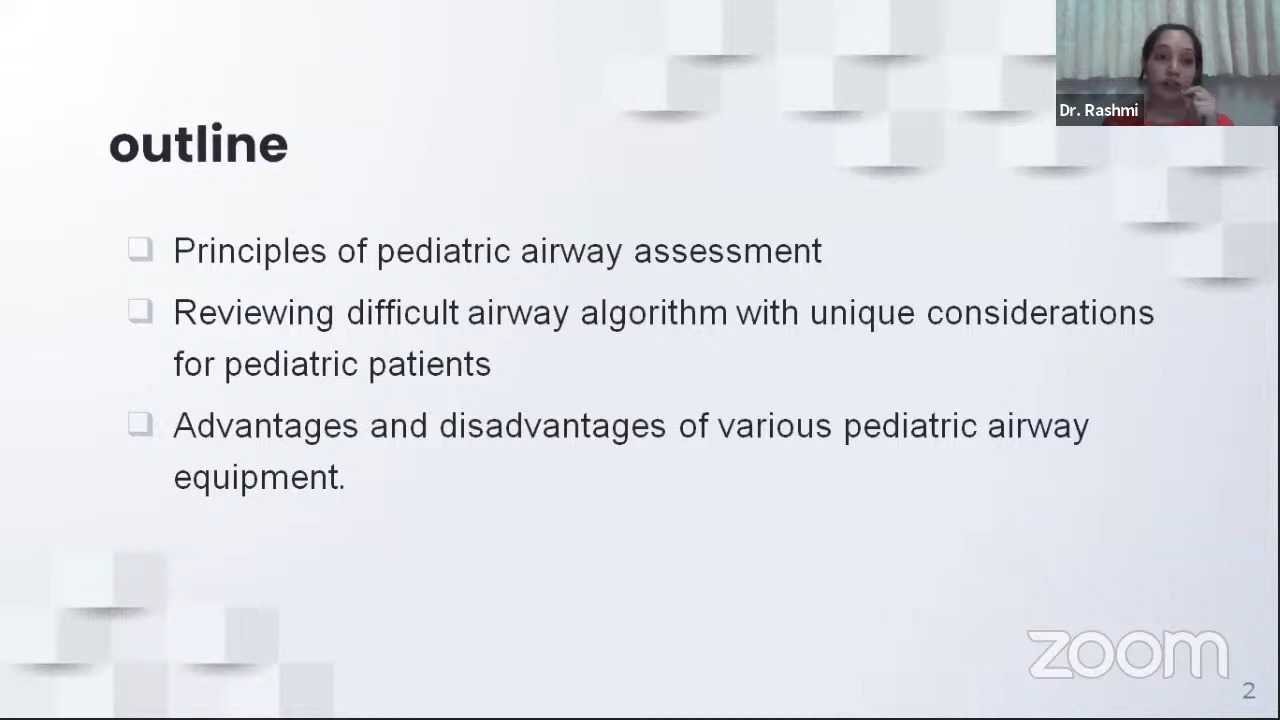 Dr. Rashmi
outline
Principles of pediatric airway assessment
Reviewing difficult airway algorithm with unique considerations
for pediatric patients
Advantages and disadvantages of various pediatric airway
equipment.
zoom
2